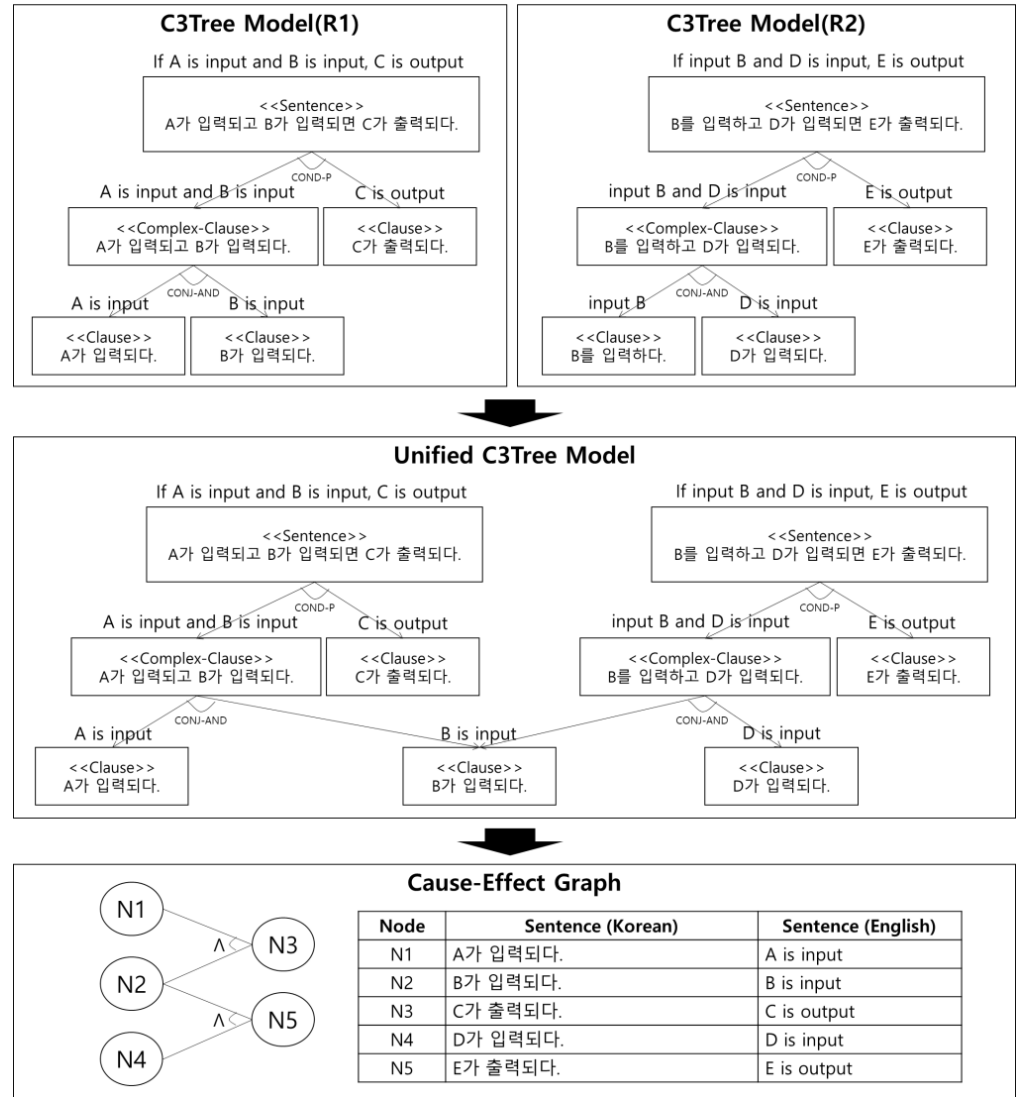 C3Tree Model(R1)
If A is input and B is input, C is output
<<Sentence>>
A가 입력되고 B가 입력되면 C가 출력되다.
COND-P
A is input and B is input
C is output
<<Complex-Clause>>
A가 입력되고 B가 입력되다.
<<Clause>>
C가 출력되다.
CONJ-AND
A is input
B is input
<<Clause>>
A가 입력되다.
<<Clause>>
B가 입력되다.
C3Tree Model(R2)
If input B and D is input, E is output
<<Sentence>>
B를 입력하고 D가 입력되면 E가 출력되다.
COND-P
input B and D is input
E is output
<<Complex-Clause>>
B를 입력하고 D가 입력되다.
<<Clause>>
E가 출력되다.
CONJ-AND
input B
D is input
<<Clause>>
B를 입력하다.
<<Clause>>
D가 입력되다.
Unified C3Tree Model
If A is input and B is input, C is output
<<Sentence>>
A가 입력되고 B가 입력되면 C가 출력되다.
COND-P
A is input and B is input
C is output
<<Complex-Clause>>
A가 입력되고 B가 입력되다.
<<Clause>>
C가 출력되다.
If input B and D is input, E is output
<<Sentence>>
B를 입력하고 D가 입력되면 E가 출력되다.
COND-P
input B and D is input
E is output
<<Complex-Clause>>
B를 입력하고 D가 입력되다.
<<Clause>>
E가 출력되다.
CONJ-AND
CONJ-AND
A is input
B is input
D is input
<<Clause>>
A가 입력되다.
<<Clause>>
B가 입력되다.
<<Clause>>
D가 입력되다.
Cause-Effect Graph
N1
Λ
N3
N2
Λ
N5
N4
Node Sentence (Korean) Sentence (English)
N1 A가 입력되다. A is input
N2 B가 입력되다. B is input
N3 C가 출력되다. C is output
N4 D가 입력되다. D is input
N5 E가 출력되다. E is output